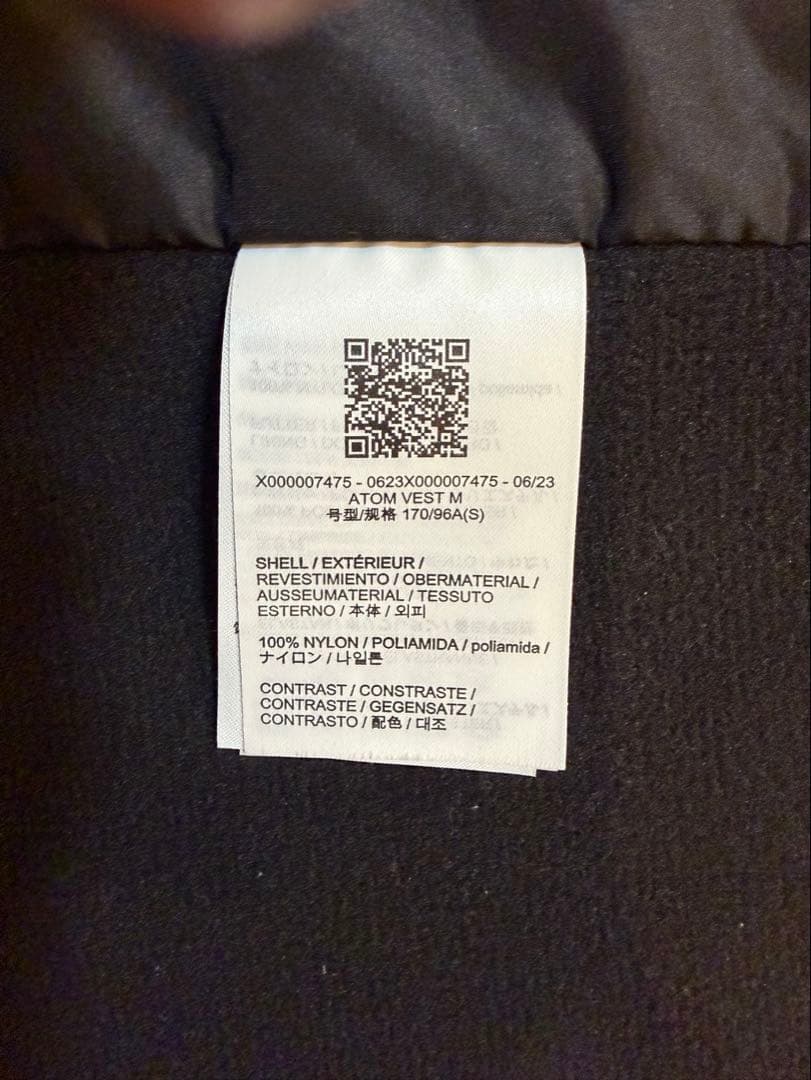 X000007475 - 0623X000007475 - 06/23
ATOM VEST M
号型/规格 170/96A(S)
SHELL / EXTÉRIEUR /
REVESTIMIENTO / OBERMATERIAL /
AUSSEUMATERIAL / TESSUTO
ESTERNO / 本体 / 외피
100% NYLON / POLIAMIDA / poliamida /
ナイロン / 나일론
CONTRAST / CONSTRASTE /
CONTRASTE / GEGENSATZ /
CONTRASTO / 配色 / 대조